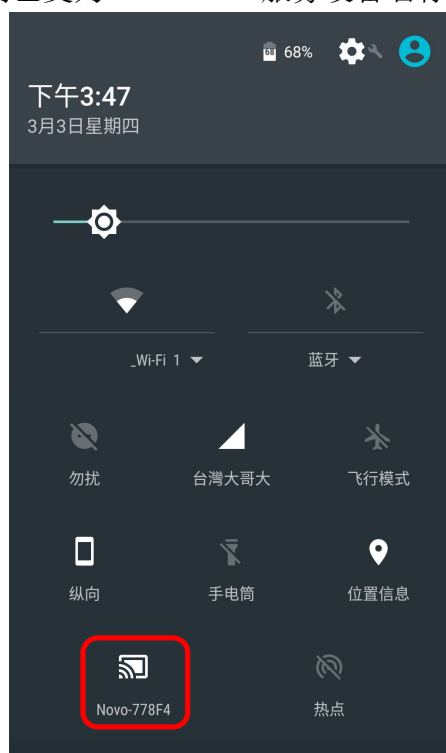 68 68%
下午3:47
3月3日星期四
_Wi-Fi 1 蓝牙
勿扰 台灣大哥大 飞行模式
纵向 手电筒 位置信息
Novo-778F4 热点